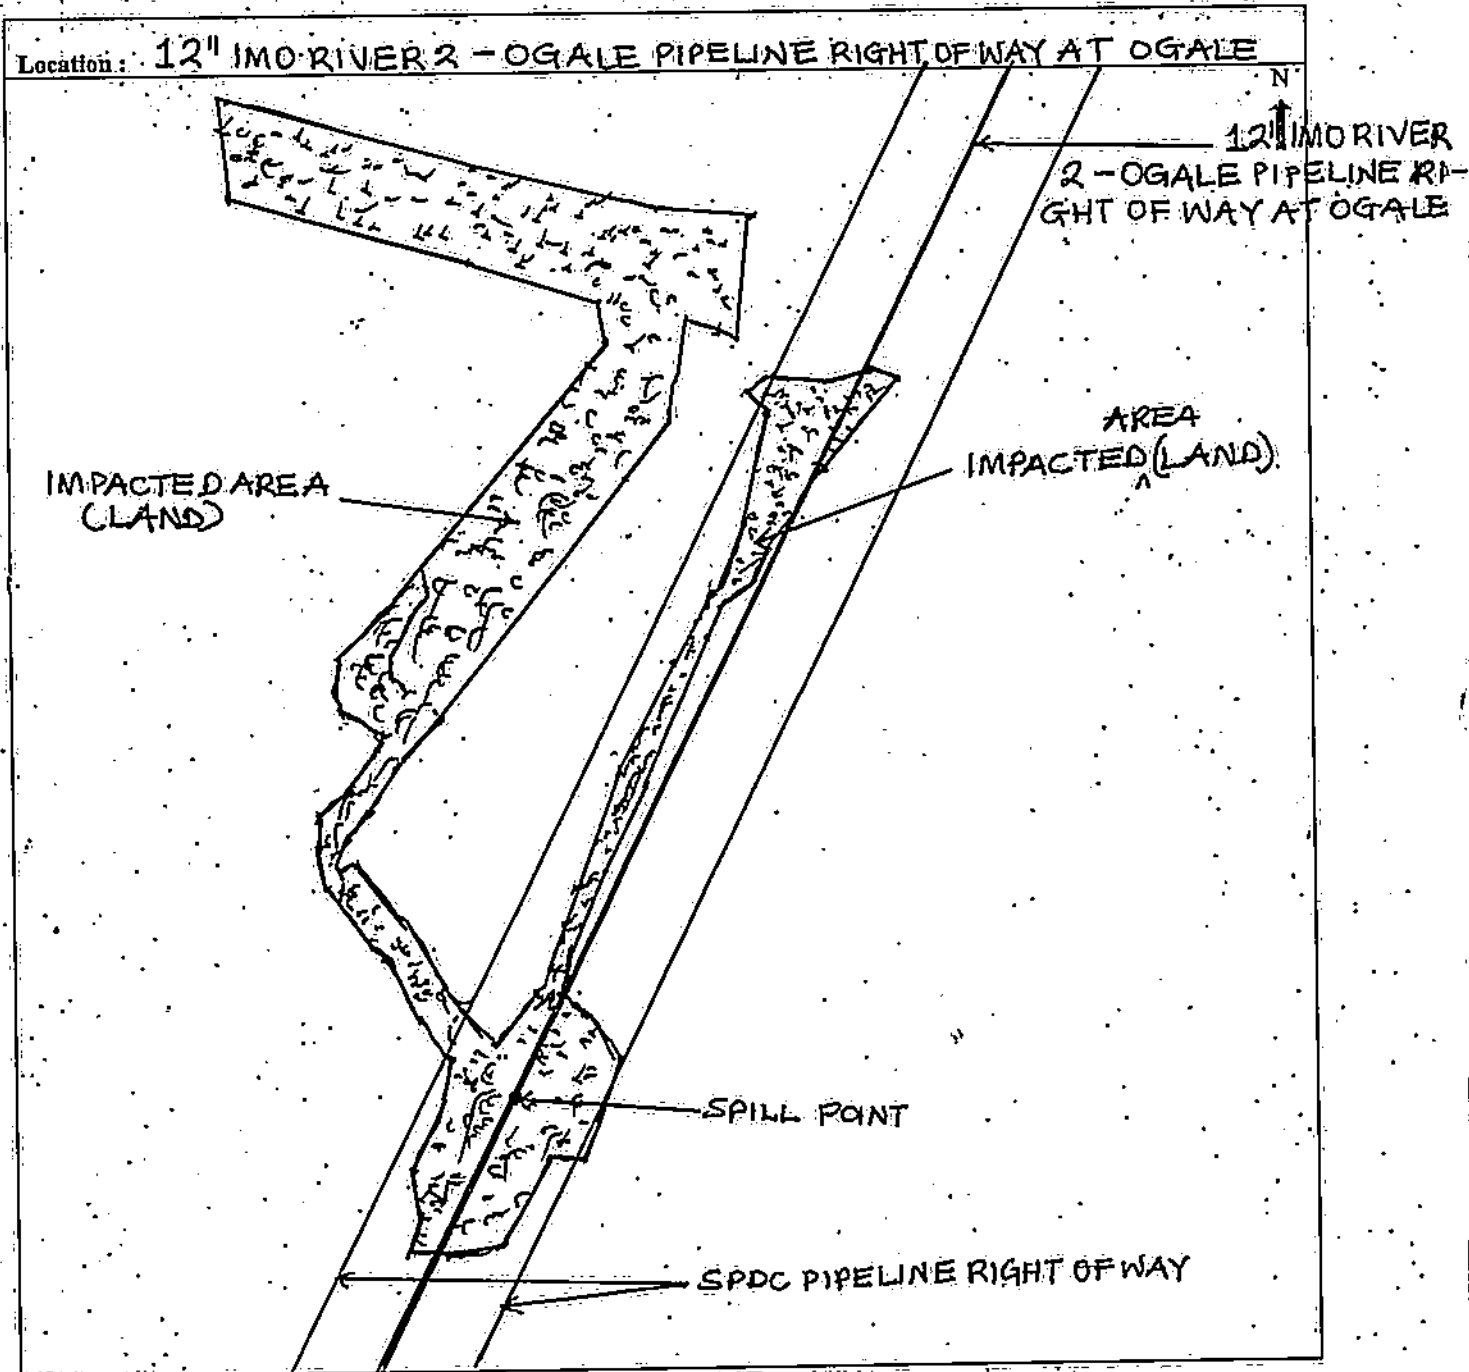 Location: 12" IMO RIVER 2 - OGALE PIPELINE RIGHT OF WAY AT OGALE
N
12" IMO RIVER
2 - OGALE PIPELINE RI-
GHT OF WAY AT OGALE
AREA
IMPACTED ^ (LAND).
IMPACTED AREA
(LAND)
SPILL POINT
SPDC PIPELINE RIGHT OF WAY